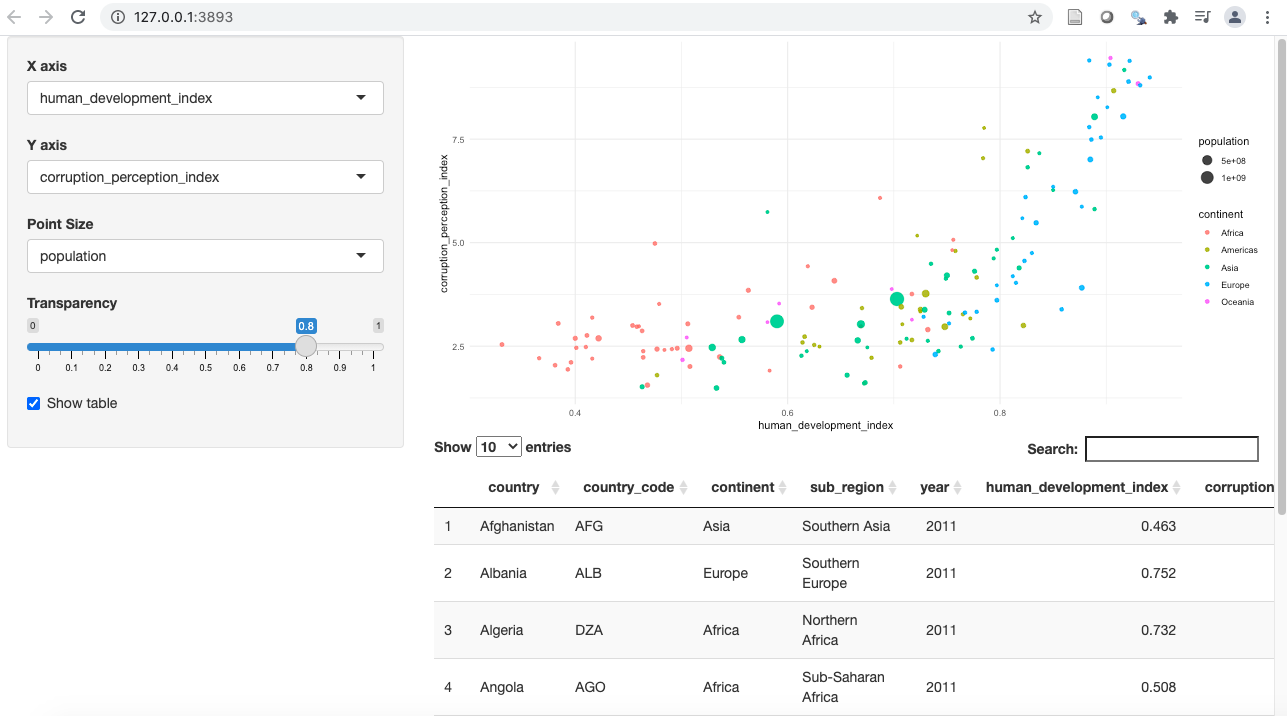 127.0.0.1:3893
X axis
human_development_index
Y axis
corruption_perception_index
Point Size
population
Transparency
0
0.8
1
0 0.1 0.2 0.3 0.4 0.5 0.6 0.7 0.8 0.9 1
Show table
corruption_perception_index
7.5
5.0
2.5
0.4 0.6 0.8
human_development_index
population
5e+08
1e+09
continent
Africa
Americas
Asia
Europe
Oceania
Show 10 entries
Search:
country country_code continent sub_region year human_development_index corruption
1 Afghanistan AFG Asia Southern Asia 2011 0.463
2 Albania ALB Europe Southern Europe 2011 0.752
3 Algeria DZA Africa Northern Africa 2011 0.732
4 Angola AGO Africa Sub-Saharan Africa 2011 0.508